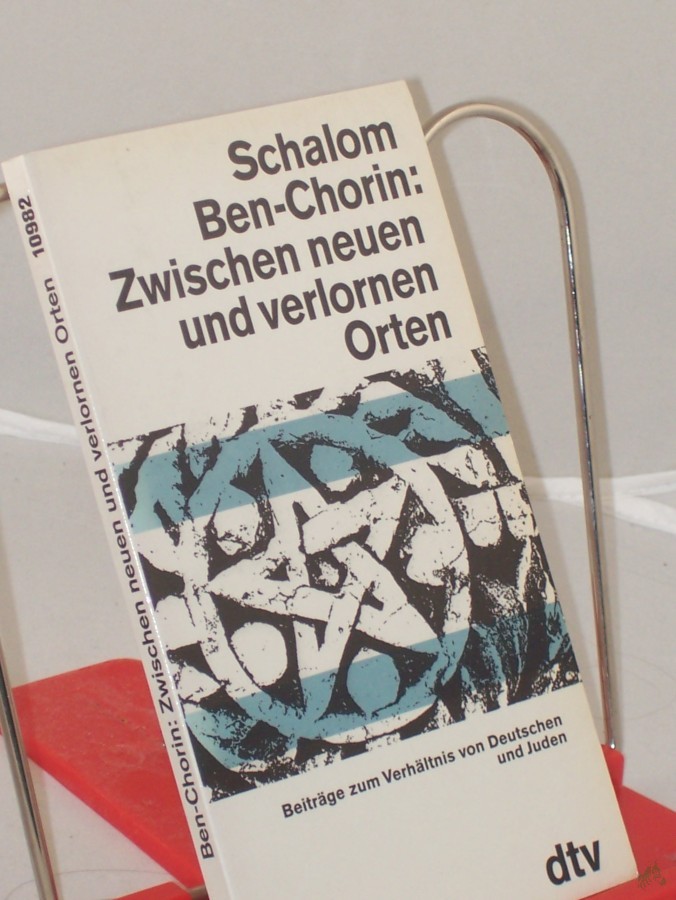 Schalom
Ben-Chorin:
Zwischen neuen
und verlornen
Orten
Beiträge zum Verhältnis von Deutschen
und Juden
dtv
Ben-Chorin: Zwischen neuen und verlornen Orten 10982